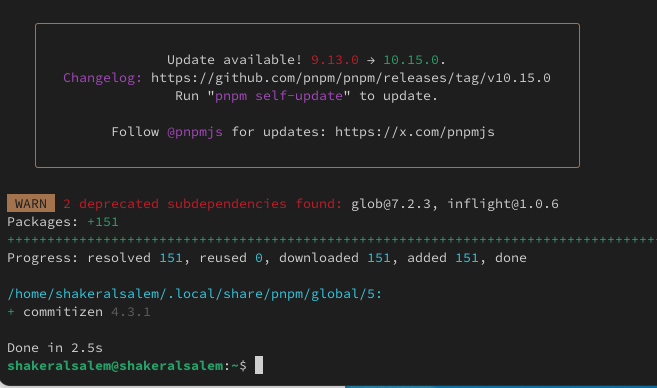 Update available! 9.13.0 → 10.15.0.
Changelog: https://github.com/pnpm/pnpm/releases/tag/v10.15.0
Run "pnpm self-update" to update.
Follow @pnpmjs for updates: https://x.com/pnpmjs
WARN 2 deprecated subdependencies found: glob@7.2.3, inflight@1.0.6
Packages: +151
++++++++++++++++++++++++++++++++++++++++++++++++++++++++++++++++++++++++++++++++
Progress: resolved 151, reused 0, downloaded 151, added 151, done
/home/shakeralsalem/.local/share/pnpm/global/5:
+ commitizen 4.3.1
Done in 2.5s
shakeralsalem@shakeralsalem:~$